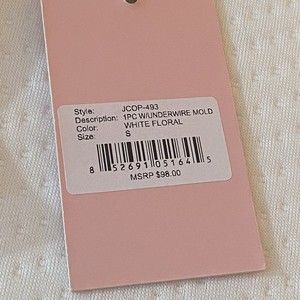 Style: JCOP-493
Description: 1PC W/UNDERWIRE MOLD
Color: WHITE FLORAL
Size: S
8 52691 05164 5
MSRP $98.00